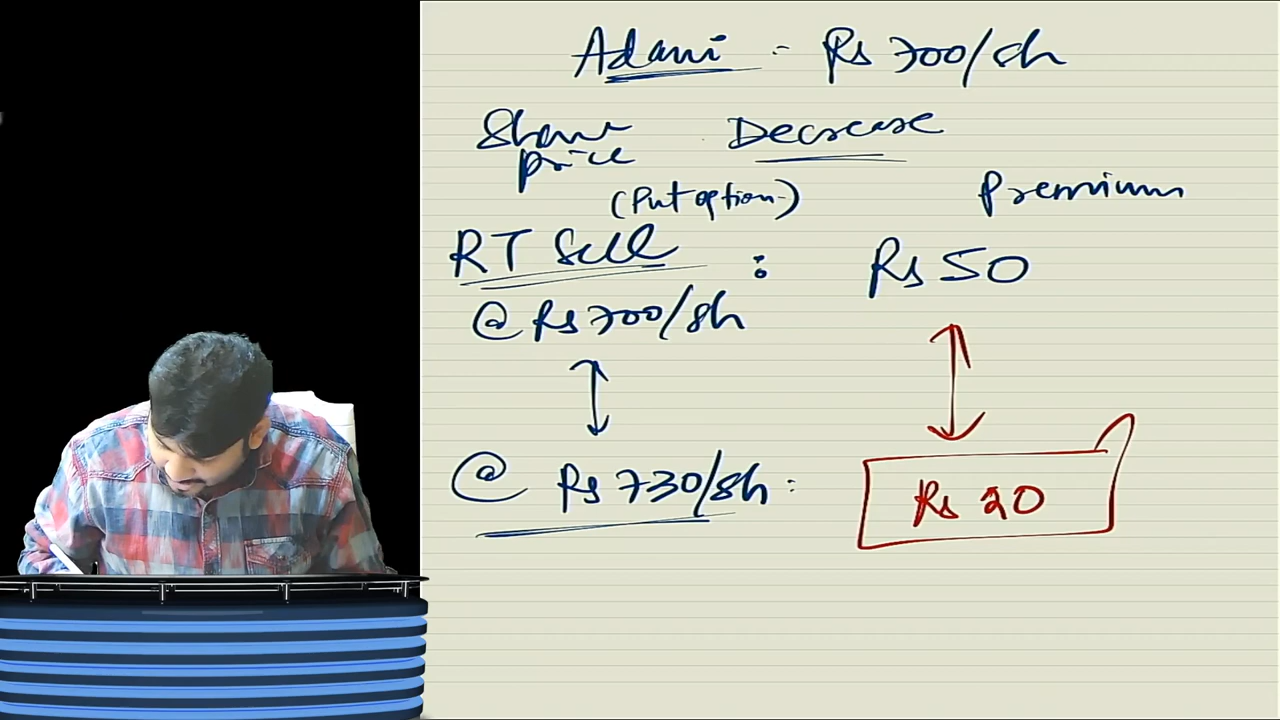 Adani - Rs 700/sh
Share price Decrease
(Put option) Premium
RT Sell : Rs 50
@ Rs 700/sh
@ Rs 730/sh : Rs 20